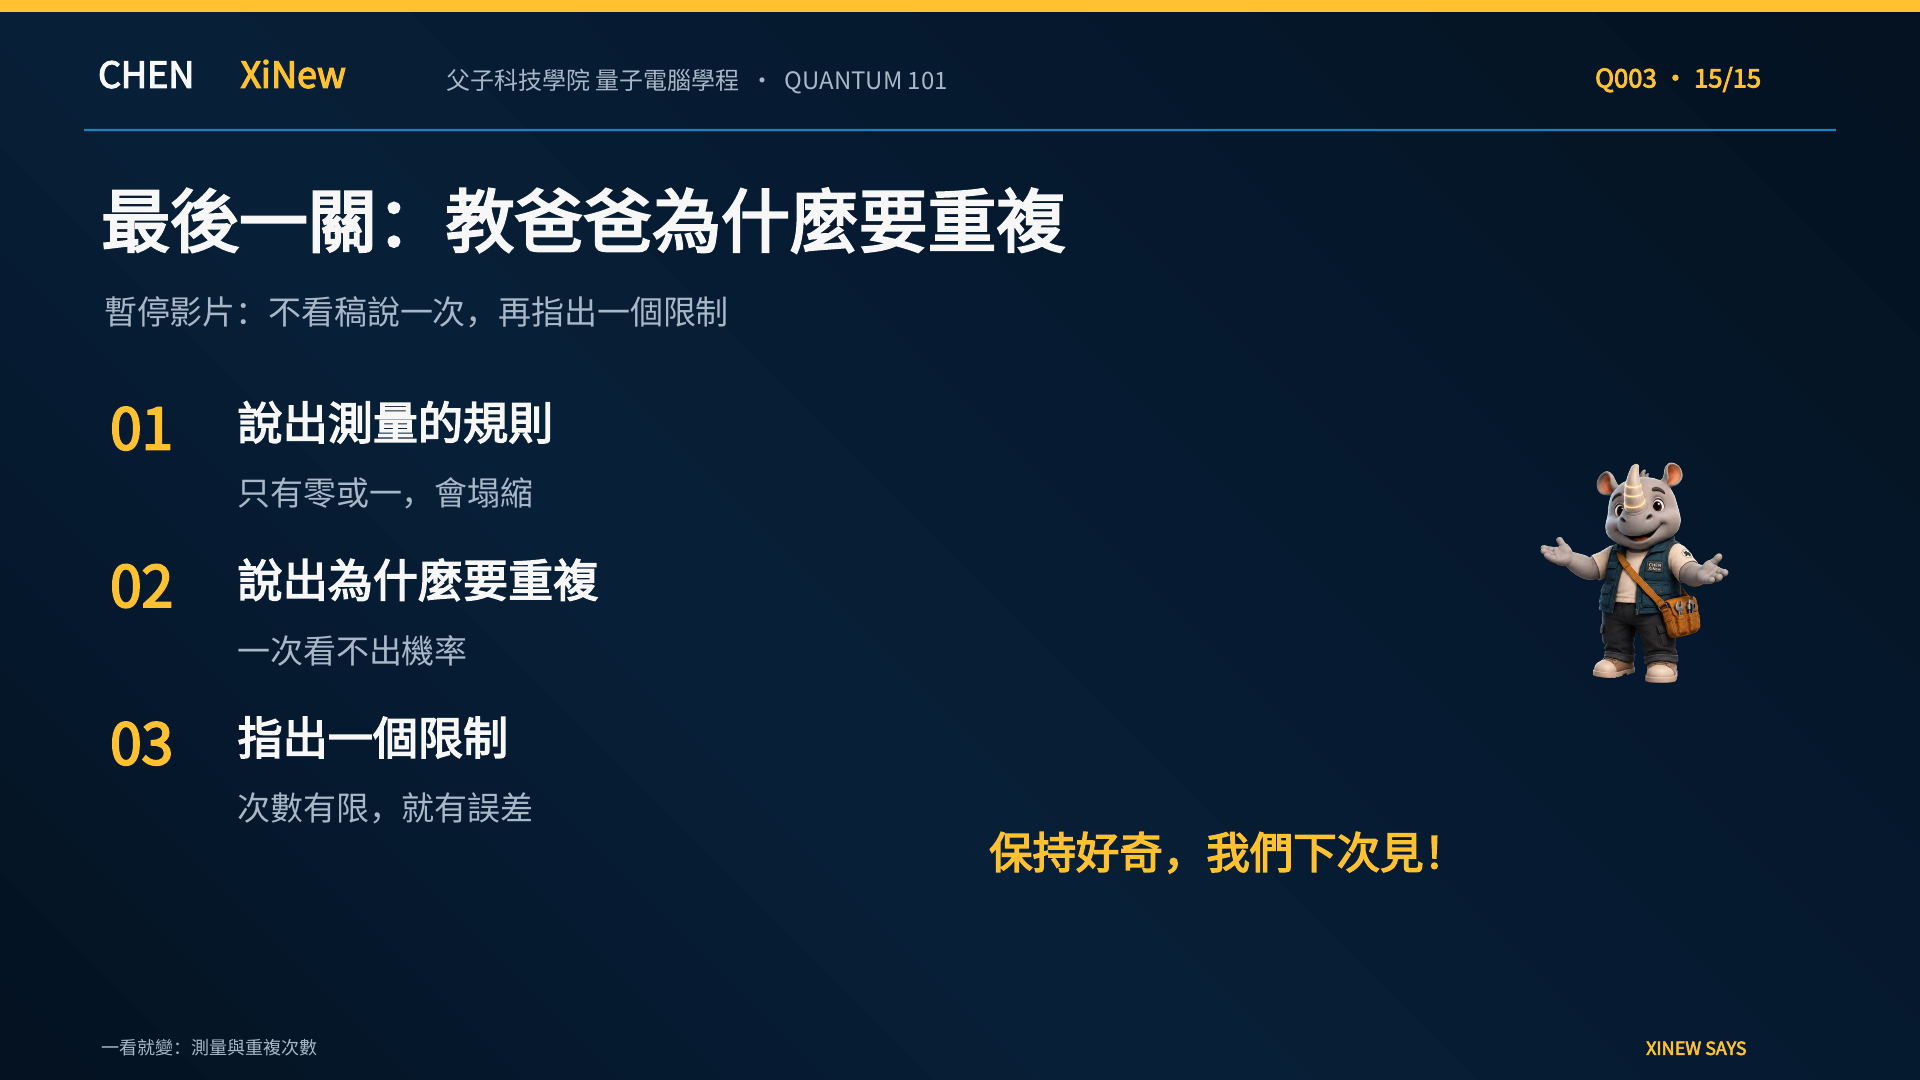 CHEN XiNew 父子科技學院 量子電腦學程 · QUANTUM 101 Q003 · 15/15
最後一關：教爸爸為什麼要重複
暫停影片：不看稿說一次，再指出一個限制
01 說出測量的規則
只有零或一，會塌縮
02 說出為什麼要重複
一次看不出機率
03 指出一個限制
次數有限，就有誤差
保持好奇，我們下次見！
一看就變：測量與重複次數 XINEW SAYS